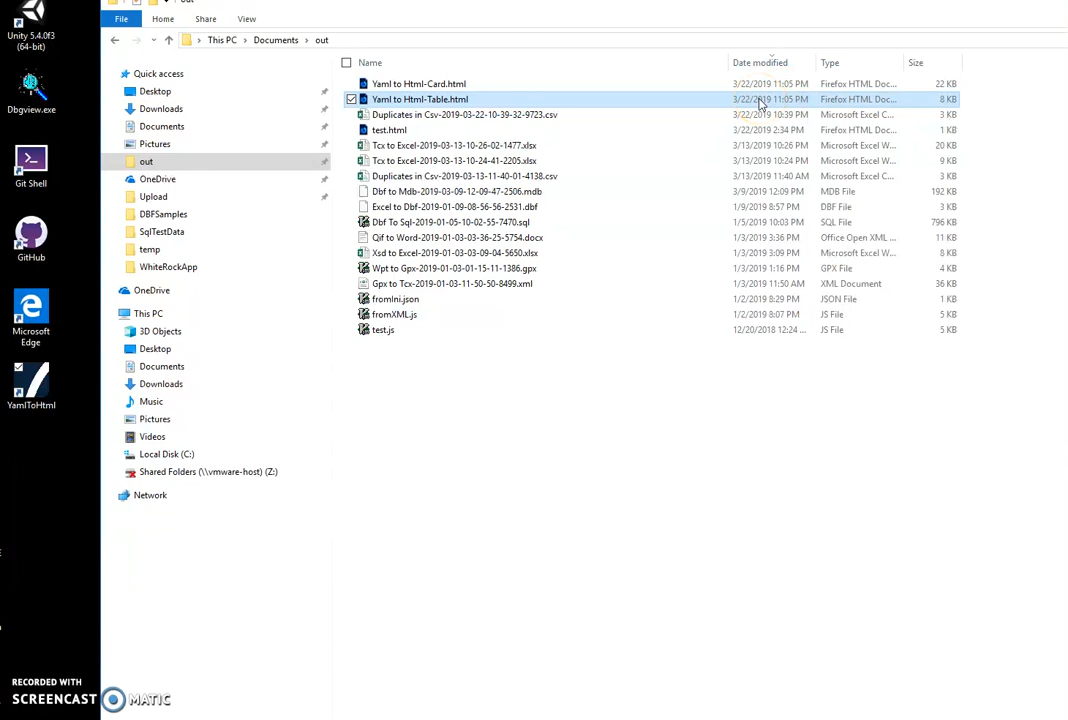 Unity 5.4.0f3
(64-bit)
Dbgview.exe
Git Shell
GitHub
Microsoft
Edge
YamlToHtml
File Home Share View
This PC > Documents > out
Quick access
Desktop
Downloads
Documents
Pictures
out
OneDrive
Upload
DBFSamples
SqlTestData
temp
WhiteRockApp
OneDrive
This PC
3D Objects
Desktop
Documents
Downloads
Music
Pictures
Videos
Local Disk (C:)
Shared Folders (\\vmware-host) (Z:)
Network
Name Date modified Type Size
Yaml to Html-Card.html 3/22/2019 11:05 PM Firefox HTML Doc... 22 KB
Yaml to Html-Table.html 3/22/2019 11:05 PM Firefox HTML Doc... 8 KB
Duplicates in Csv-2019-03-22-10-39-32-9723.csv 3/22/2019 10:39 PM Microsoft Excel C... 3 KB
test.html 3/22/2019 2:34 PM Firefox HTML Doc... 1 KB
Tcx to Excel-2019-03-13-10-26-02-1477.xlsx 3/13/2019 10:26 PM Microsoft Excel W... 20 KB
Tcx to Excel-2019-03-13-10-24-41-2205.xlsx 3/13/2019 10:24 PM Microsoft Excel W... 9 KB
Duplicates in Csv-2019-03-13-11-40-01-4138.csv 3/13/2019 11:40 AM Microsoft Excel C... 3 KB
Dbf to Mdb-2019-03-09-12-09-47-2506.mdb 3/9/2019 12:09 PM MDB File 192 KB
Excel to Dbf-2019-01-09-08-56-56-2531.dbf 1/9/2019 8:57 PM DBF File 3 KB
Dbf To Sql-2019-01-05-10-02-55-7470.sql 1/5/2019 10:03 PM SQL File 796 KB
Qif to Word-2019-01-03-03-36-25-5754.docx 1/3/2019 3:36 PM Office Open XML ... 11 KB
Xsd to Excel-2019-01-03-03-09-04-5650.xlsx 1/3/2019 3:09 PM Microsoft Excel W... 8 KB
Wpt to Gpx-2019-01-03-01-15-11-1386.gpx 1/3/2019 1:16 PM GPX File 4 KB
Gpx to Tcx-2019-01-03-11-50-50-8499.xml 1/3/2019 11:50 AM XML Document 36 KB
fromIni.json 1/2/2019 8:29 PM JSON File 1 KB
fromXML.js 1/2/2019 8:07 PM JS File 5 KB
test.js 12/20/2018 12:24 ... JS File 5 KB
RECORDED WITH
SCREENCAST MATIC